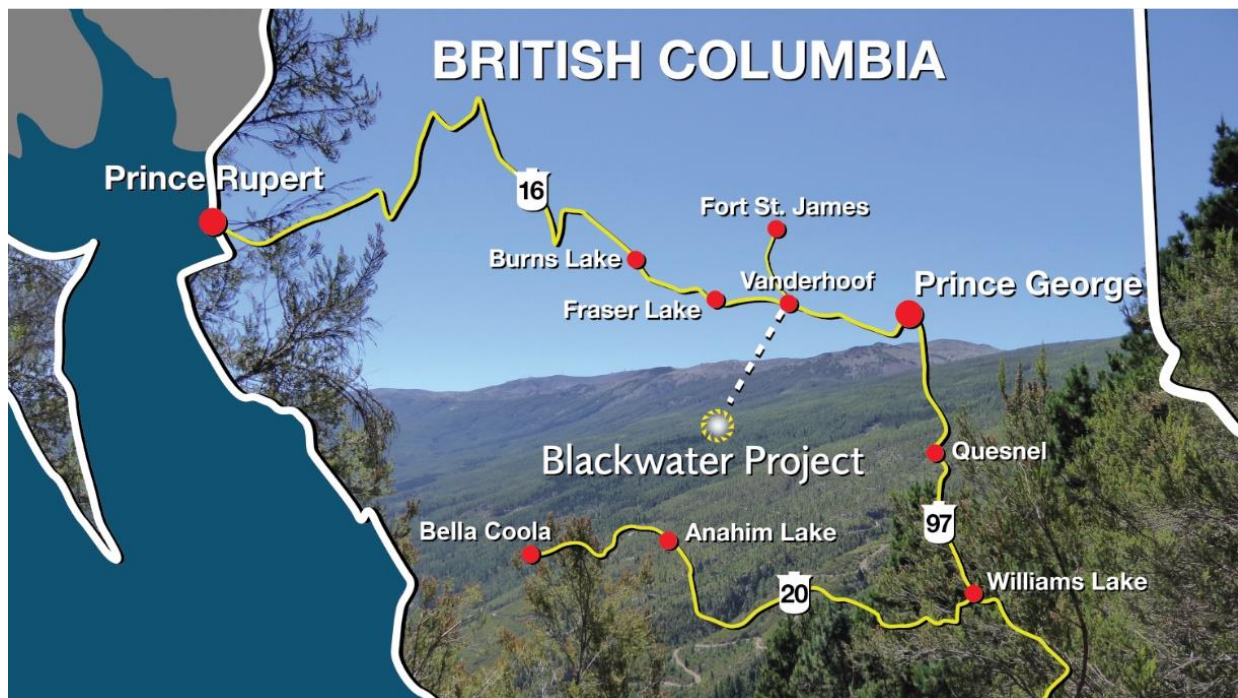 BRITISH COLUMBIA
Prince Rupert
16
Fort St. James
Burns Lake
Vanderhoof
Prince George
Fraser Lake
Blackwater Project
Quesnel
97
Bella Coola
Anahim Lake
20
Williams Lake